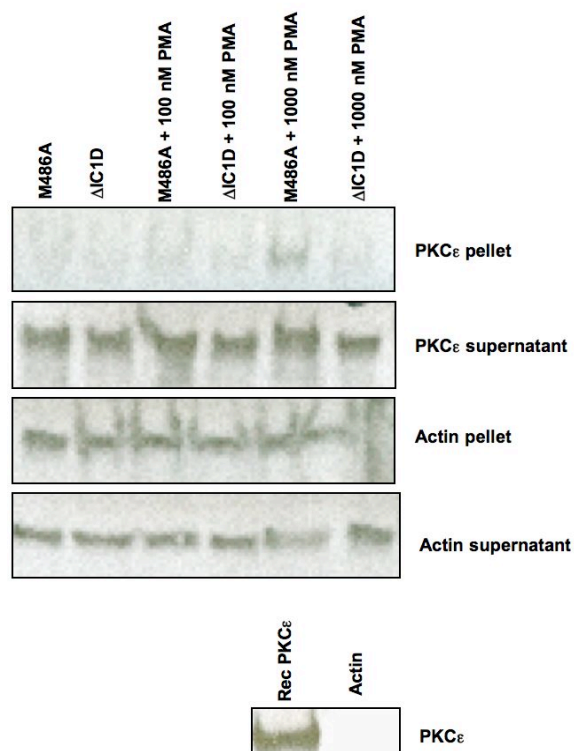 M486A
ΔIC1D
M486A + 100 nM PMA
ΔIC1D + 100 nM PMA
M486A + 1000 nM PMA
ΔIC1D + 1000 nM PMA
PKCε pellet
PKCε supernatant
Actin pellet
Actin supernatant
Rec PKCε
Actin
PKCε